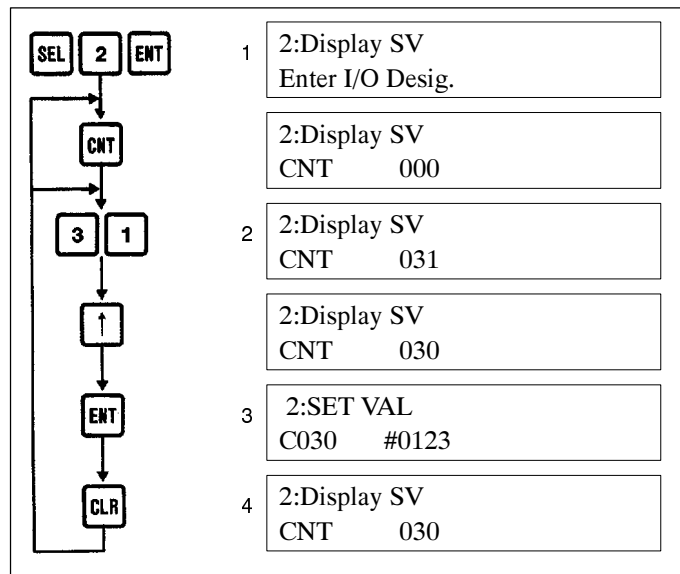 SEL 2 ENT 1 2:Display SV
Enter I/O Desig.
CNT 2:Display SV
CNT 000
3 1 2 2:Display SV
CNT 031
↑ 2:Display SV
CNT 030
ENT 3 2:SET VAL
C030 #0123
CLR 4 2:Display SV
CNT 030